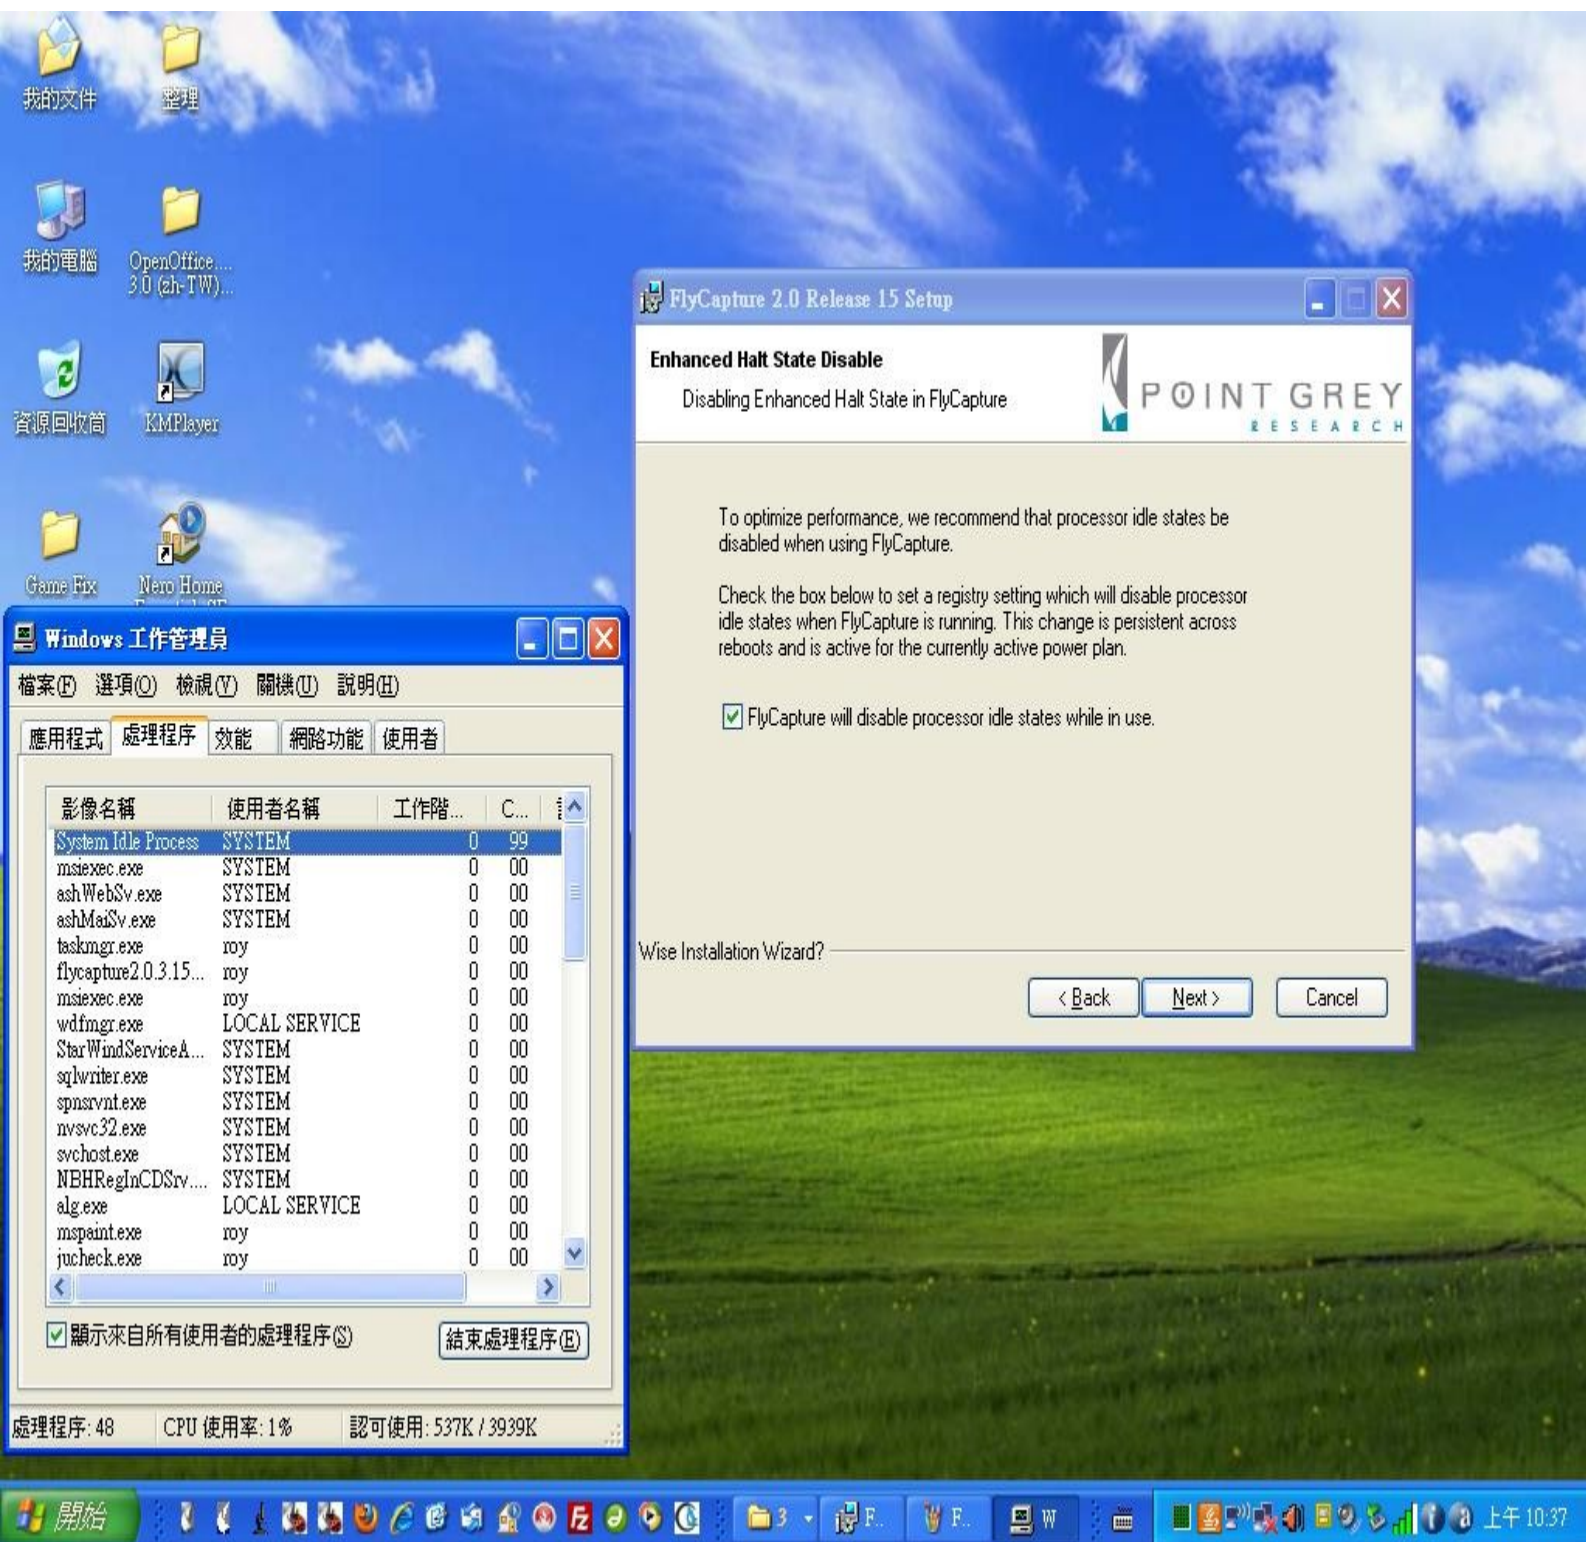 我的文件
整理
我的電腦
OpenOffice....
3.0 (zh-TW)...
資源回收筒
KMPlayer
Game Fix
Nero Home
FlyCapture 2.0 Release 15 Setup
Enhanced Halt State Disable
Disabling Enhanced Halt State in FlyCapture
POINT GREY
RESEARCH
To optimize performance, we recommend that processor idle states be
disabled when using FlyCapture.
Check the box below to set a registry setting which will disable processor
idle states when FlyCapture is running. This change is persistent across
reboots and is active for the currently active power plan.
FlyCapture will disable processor idle states while in use.
Wise Installation Wizard?
< Back
Next >
Cancel
Windows 工作管理員
檔案(F) 選項(O) 檢視(V) 關機(U) 說明(H)
應用程式 處理程序 效能 網路功能 使用者
影像名稱 使用者名稱 工作階... C...
System Idle Process SYSTEM 0 99
msiexec.exe SYSTEM 0 00
ashWebSv.exe SYSTEM 0 00
ashMaiSv.exe SYSTEM 0 00
taskmgr.exe roy 0 00
flycapture2.0.3.15... roy 0 00
msiexec.exe roy 0 00
wdfmgr.exe LOCAL SERVICE 0 00
StarWindServiceA... SYSTEM 0 00
sqlwriter.exe SYSTEM 0 00
spnsrvnt.exe SYSTEM 0 00
nvsvc32.exe SYSTEM 0 00
svchost.exe SYSTEM 0 00
NBHRegInCDSrv.... SYSTEM 0 00
alg.exe LOCAL SERVICE 0 00
mspaint.exe roy 0 00
jucheck.exe roy 0 00
顯示來自所有使用者的處理程序(S)
結束處理程序(E)
處理程序: 48 CPU 使用率: 1% 認可使用: 537K / 3939K
開始 3 F.. F.. W 上午 10:37